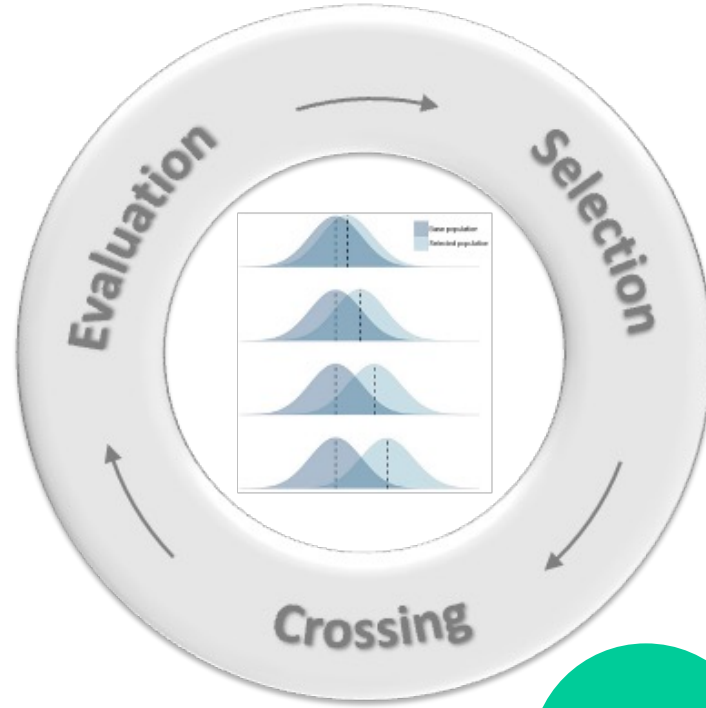 Evaluation
Selection
Base population
Selected population
Crossing